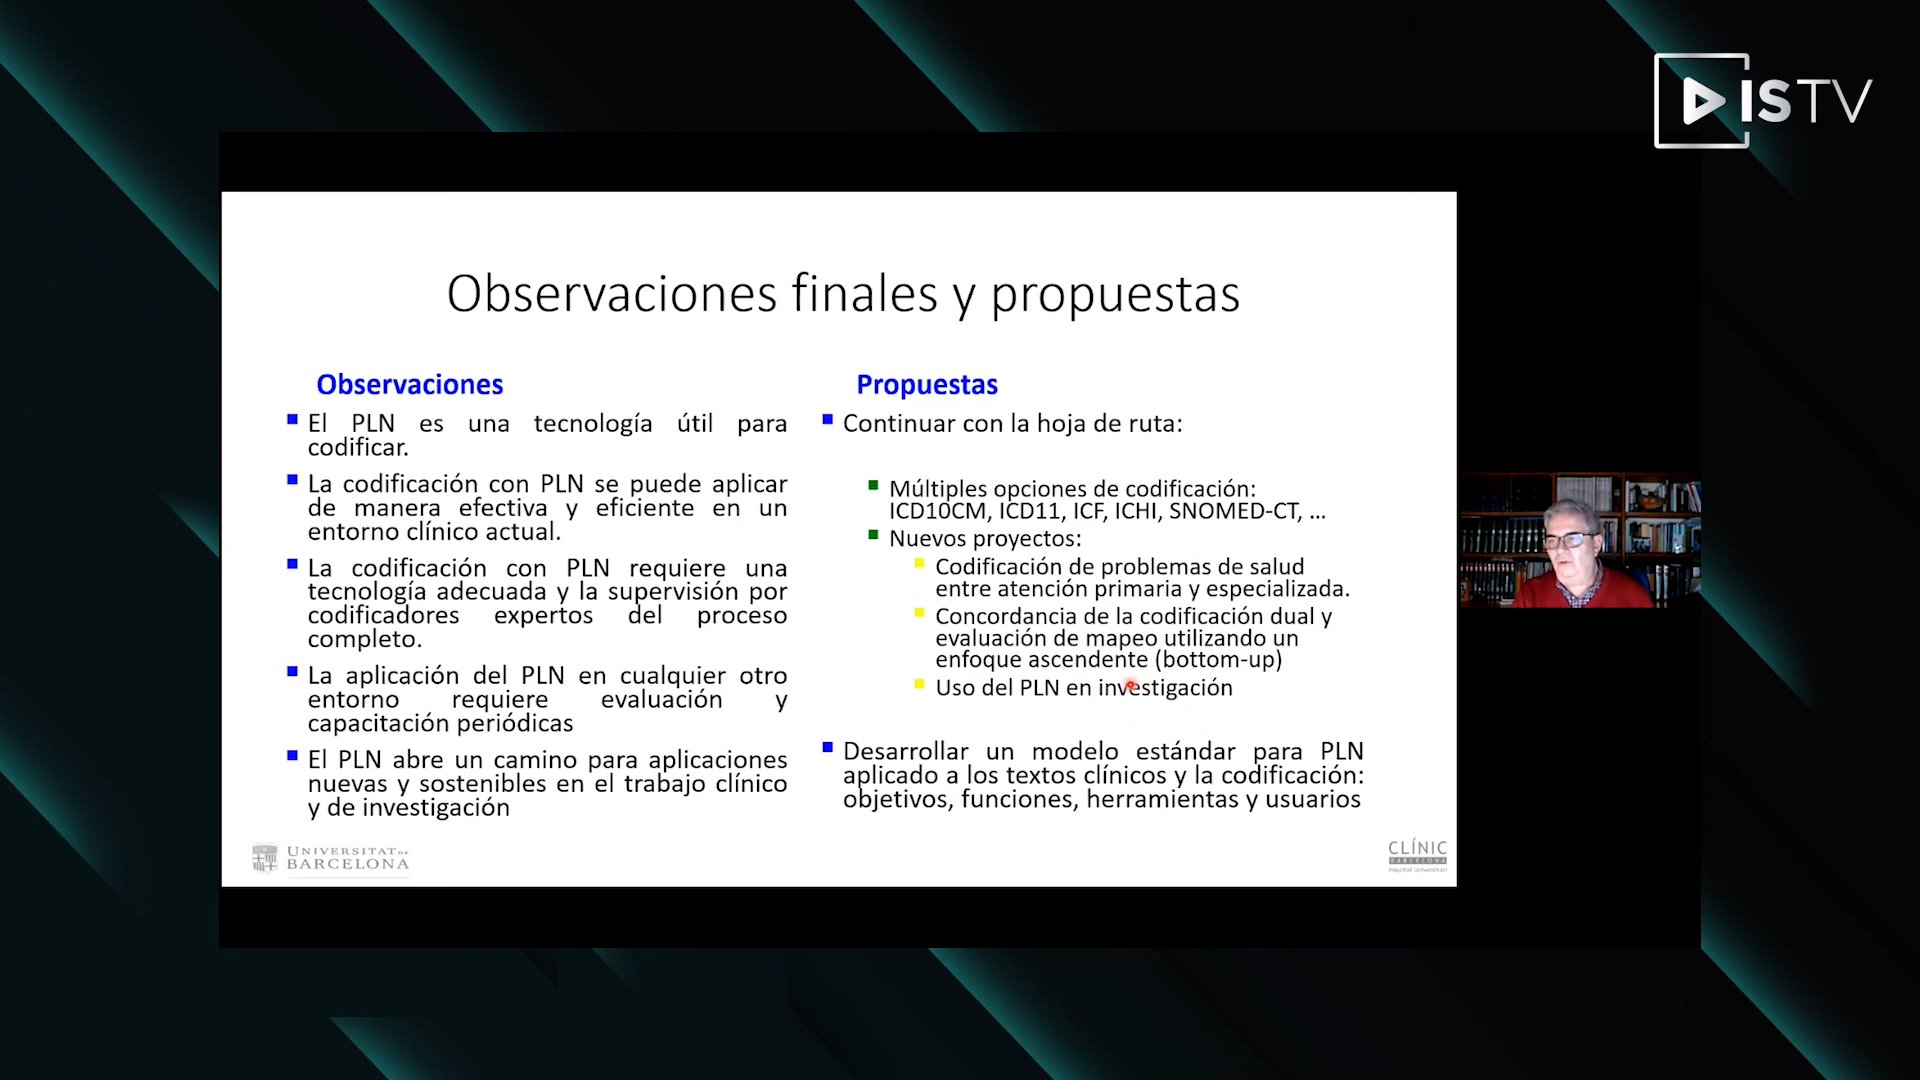 ISTV
Observaciones finales y propuestas
Observaciones
El PLN es una tecnología útil para
codificar.
La codificación con PLN se puede aplicar
de manera efectiva y eficiente en un
entorno clínico actual.
La codificación con PLN requiere una
tecnología adecuada y la supervisión por
codificadores expertos del proceso
completo.
La aplicación del PLN en cualquier otro
entorno requiere evaluación y
capacitación periódicas
El PLN abre un camino para aplicaciones
nuevas y sostenibles en el trabajo clínico
y de investigación
Propuestas
Continuar con la hoja de ruta:
Múltiples opciones de codificación:
ICD10CM, ICD11, ICF, ICHI, SNOMED-CT, ...
Nuevos proyectos:
Codificación de problemas de salud
entre atención primaria y especializada.
Concordancia de la codificación dual y
evaluación de mapeo utilizando un
enfoque ascendente (bottom-up)
Uso del PLN en investigación
Desarrollar un modelo estándar para PLN
aplicado a los textos clínicos y la codificación:
objetivos, funciones, herramientas y usuarios
UNIVERSITAT DE
BARCELONA
CLÍNIC
BARCELONA
Hospital Universitari